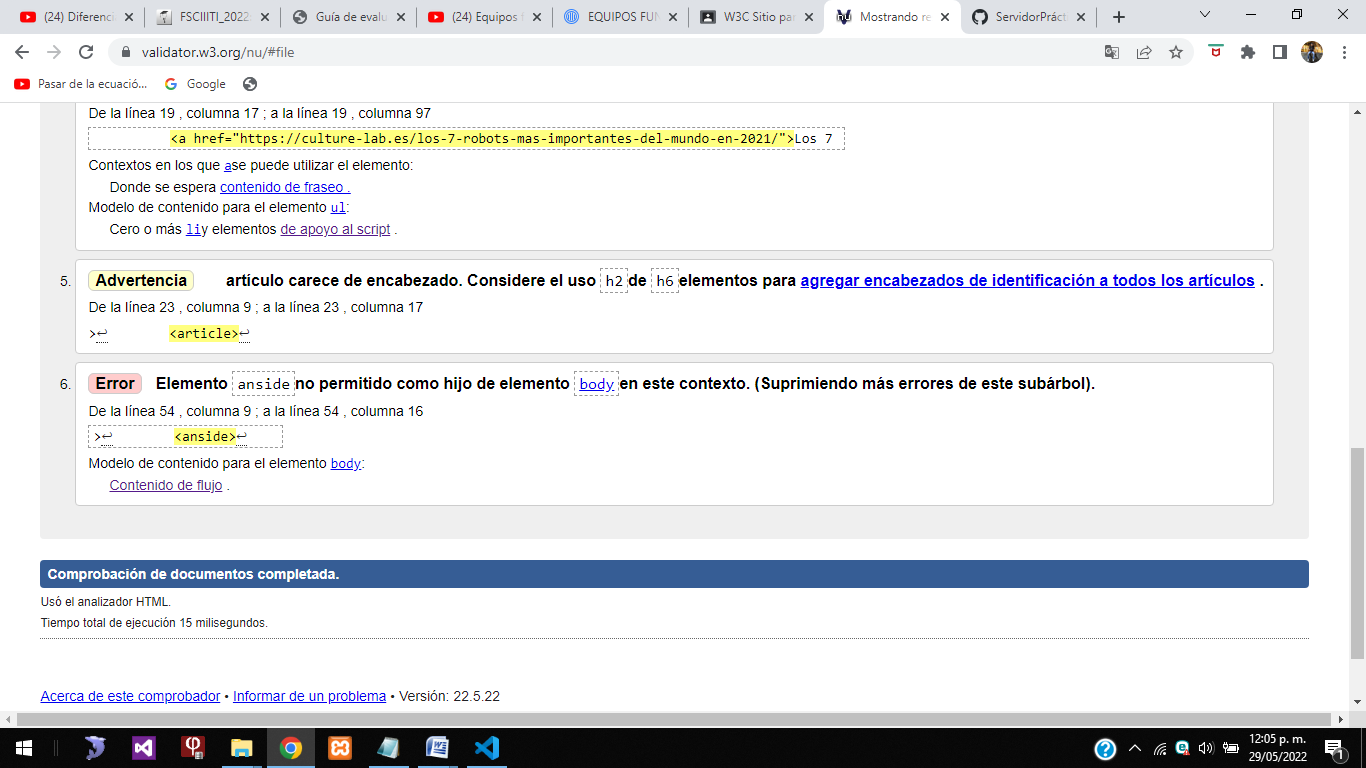 (24) Diferenci
FSCIIITI_2022
Guía de evalu
(24) Equipos f
EQUIPOS FUN
W3C Sitio par
Mostrando re
ServidorPráct
validator.w3.org/nu/#file
Pasar de la ecuació...
Google
De la línea 19 , columna 17 ; a la línea 19 , columna 97
<a href="https://culture-lab.es/los-7-robots-mas-importantes-del-mundo-en-2021/">Los 7
Contextos en los que ase puede utilizar el elemento:
Donde se espera contenido de fraseo .
Modelo de contenido para el elemento ul:
Cero o más liy elementos de apoyo al script .
5. Advertencia artículo carece de encabezado. Considere el uso h2 de h6 elementos para agregar encabezados de identificación a todos los artículos .
De la línea 23 , columna 9 ; a la línea 23 , columna 17
>↩ <article>↩
6. Error Elemento anside no permitido como hijo de elemento body en este contexto. (Suprimiendo más errores de este subárbol).
De la línea 54 , columna 9 ; a la línea 54 , columna 16
>↩ <anside>↩
Modelo de contenido para el elemento body:
Contenido de flujo .
Comprobación de documentos completada.
Usó el analizador HTML.
Tiempo total de ejecución 15 milisegundos.
Acerca de este comprobador • Informar de un problema • Versión: 22.5.22
12:05 p. m.
29/05/2022
1